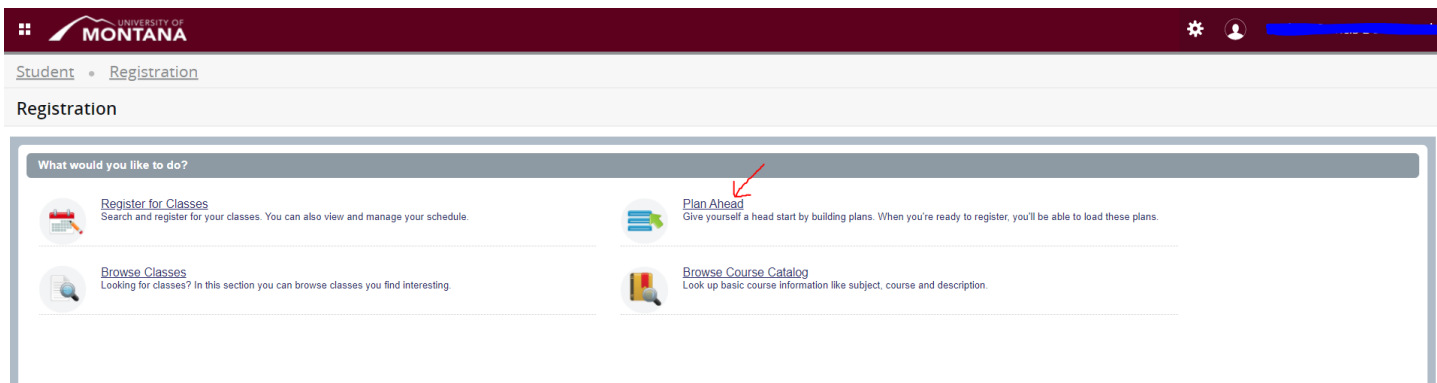 UNIVERSITY OF
MONTANA
Student • Registration
Registration
What would you like to do?
Register for Classes
Search and register for your classes. You can also view and manage your schedule.
Plan Ahead
Give yourself a head start by building plans. When you're ready to register, you'll be able to load these plans.
Browse Classes
Looking for classes? In this section you can browse classes you find interesting.
Browse Course Catalog
Look up basic course information like subject, course and description.